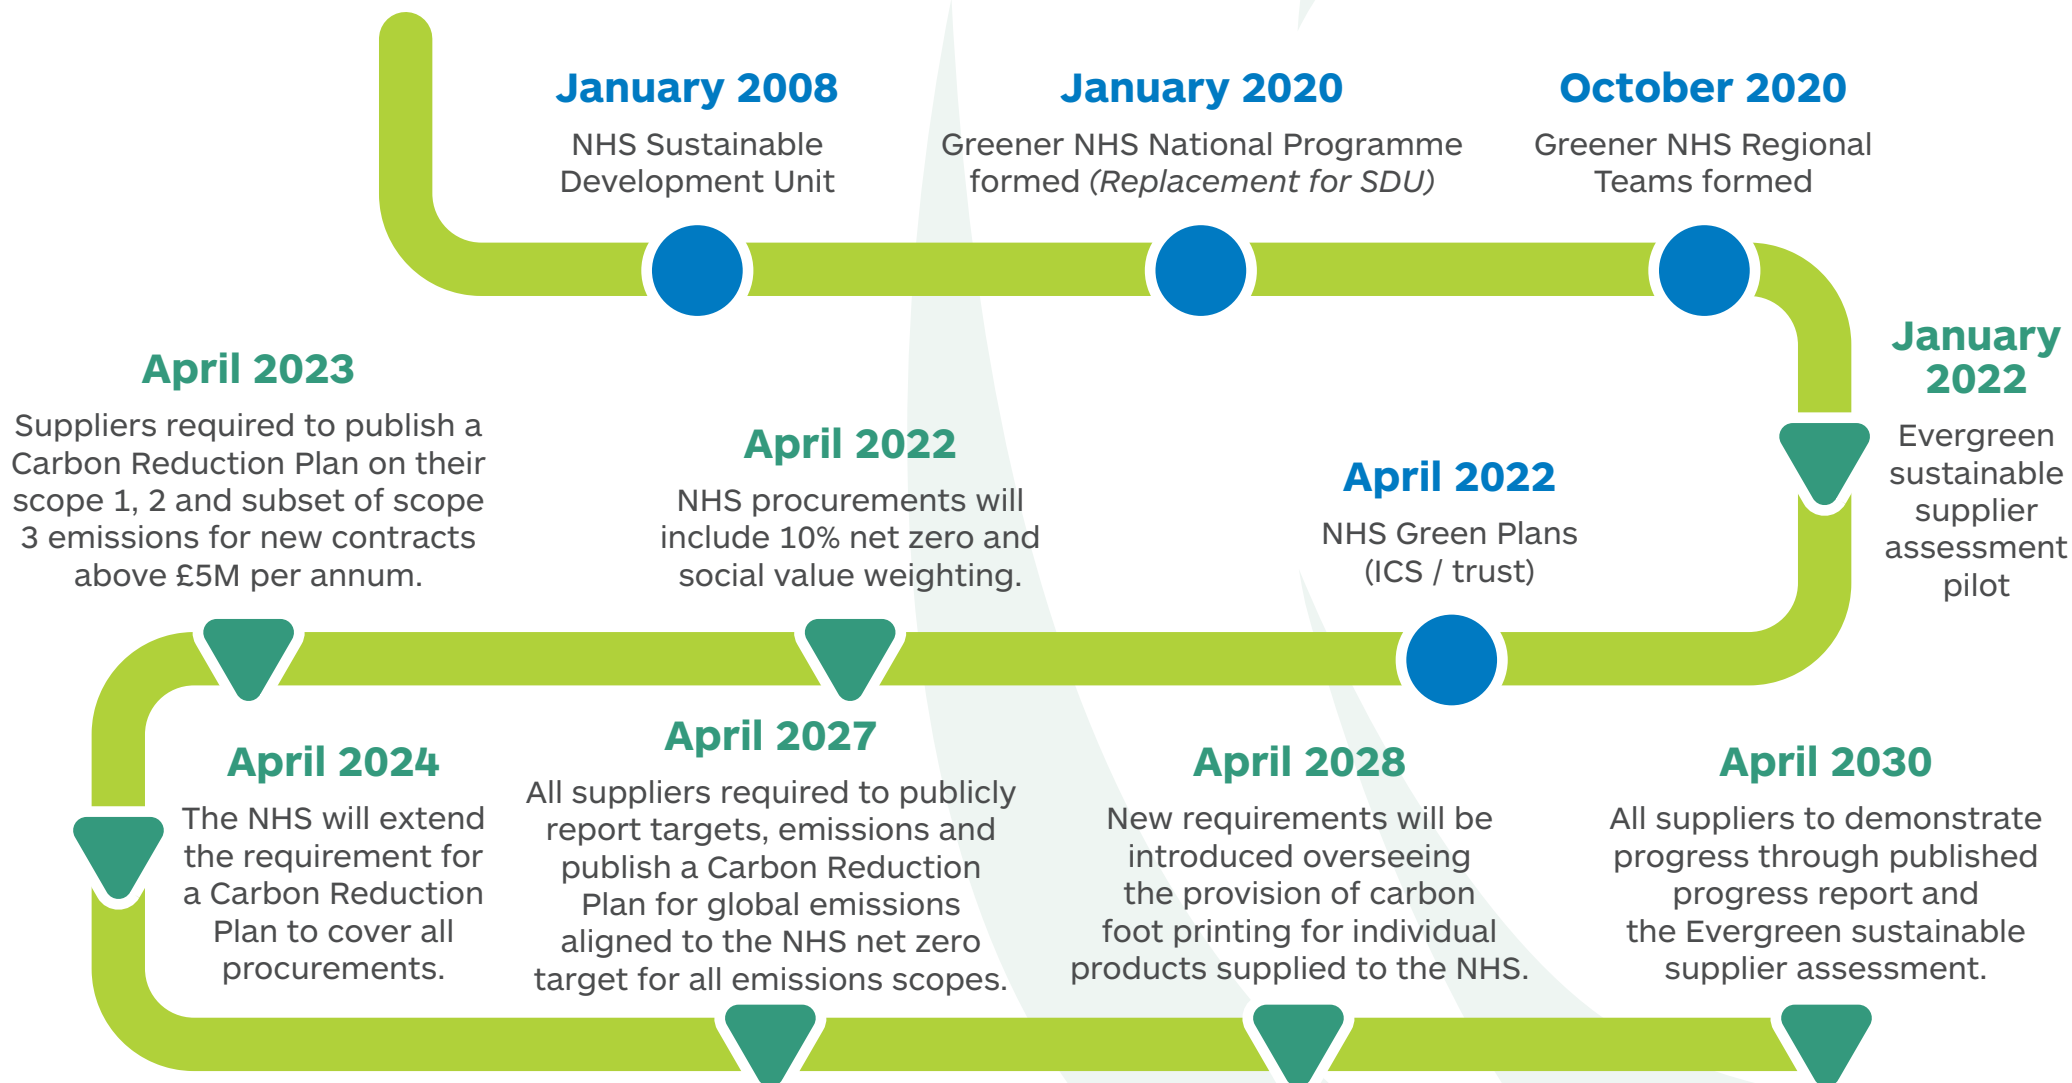 January 2008
NHS Sustainable
Development Unit
January 2020
Greener NHS National Programme
formed (Replacement for SDU)
October 2020
Greener NHS Regional
Teams formed
January
2022
Evergreen
sustainable
supplier
assessment
pilot
April 2022
NHS Green Plans
(ICS / trust)
April 2022
NHS procurements will
include 10% net zero and
social value weighting.
April 2023
Suppliers required to publish a
Carbon Reduction Plan on their
scope 1, 2 and subset of scope
3 emissions for new contracts
above £5M per annum.
April 2024
The NHS will extend
the requirement for
a Carbon Reduction
Plan to cover all
procurements.
April 2027
All suppliers required to publicly
report targets, emissions and
publish a Carbon Reduction
Plan for global emissions
aligned to the NHS net zero
target for all emissions scopes.
April 2028
New requirements will be
introduced overseeing
the provision of carbon
foot printing for individual
products supplied to the NHS.
April 2030
All suppliers to demonstrate
progress through published
progress report and
the Evergreen sustainable
supplier assessment.